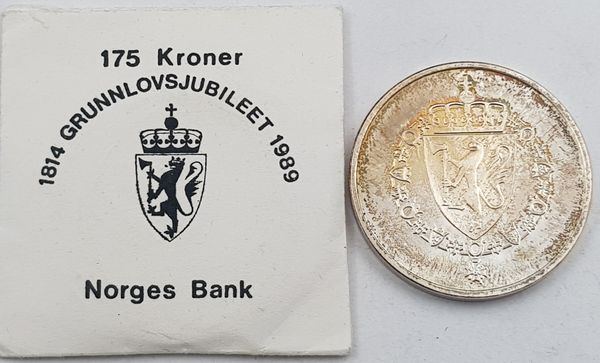 175 Kroner
1814 GRUNNLOVSJUBILEET 1989
Norges Bank